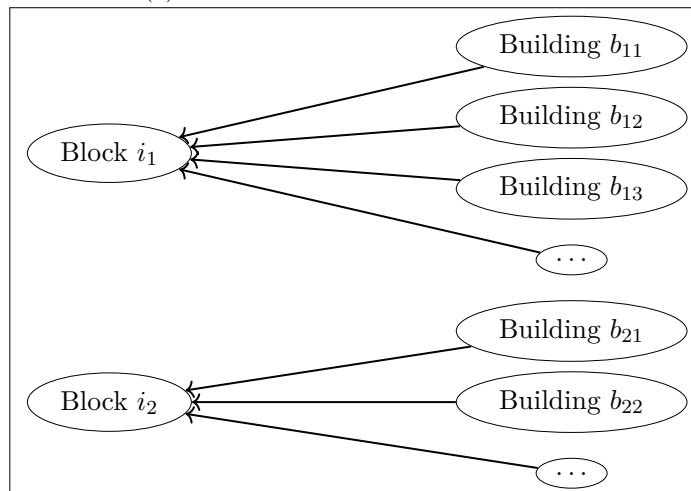 Building b₁₁
Building b₁₂
Block i₁
Building b₁₃
...
Building b₂₁
Block i₂
Building b₂₂
...